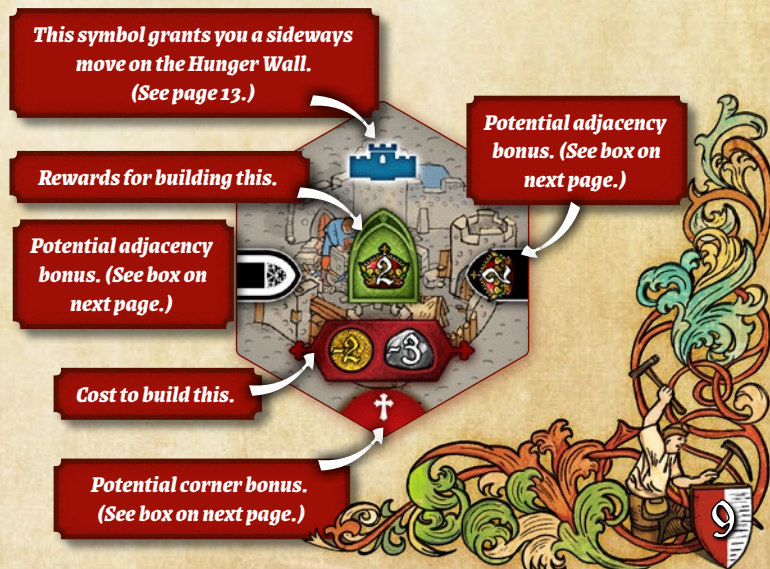 This symbol grants you a sideways
move on the Hunger Wall.
(See page 13.)
Potential adjacency
bonus. (See box on
next page.)
Rewards for building this.
Potential adjacency
bonus. (See box on
next page.)
2
2
-2 -3
Cost to build this.
Potential corner bonus.
(See box on next page.)
9